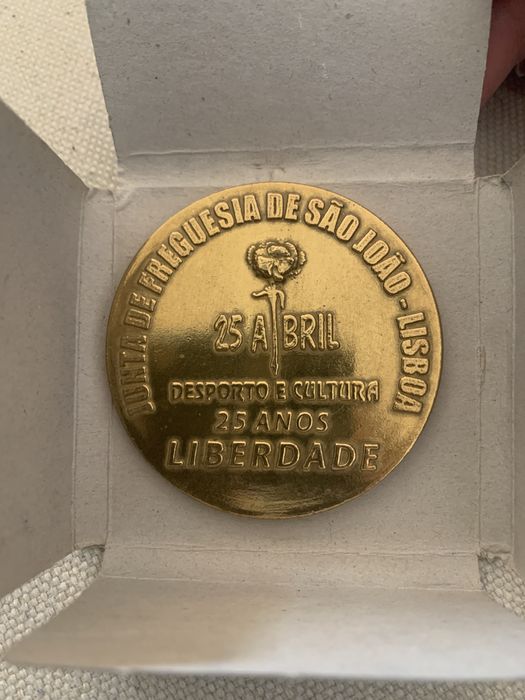 JUNTA DE FREGUESIA DE SÃO JOÃO - LISBOA
25 ABRIL
DESPORTO E CULTURA
25 ANOS
LIBERDADE